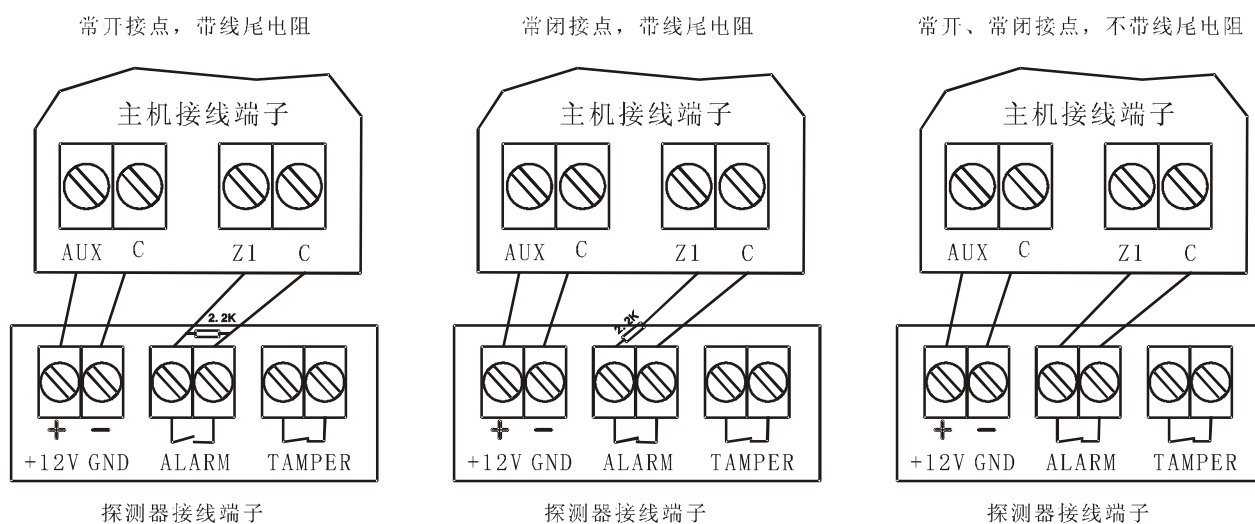 常开接点，带线尾电阻
主机接线端子
AUX C Z1 C
2.2K
+ −
+12V GND ALARM TAMPER
探测器接线端子
常闭接点，带线尾电阻
主机接线端子
AUX C Z1 C
2.2K
+ −
+12V GND ALARM TAMPER
探测器接线端子
常开、常闭接点，不带线尾电阻
主机接线端子
AUX C Z1 C
+ −
+12V GND ALARM TAMPER
探测器接线端子